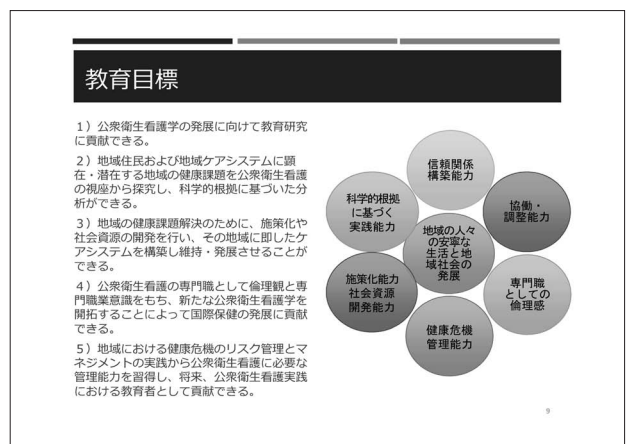 教育目標
1）公衆衛生看護学の発展に向けて教育研究
に貢献できる。
2）地域住民および地域ケアシステムに顕
在・潜在する地域の健康課題を公衆衛生看護
の視座から探究し、科学的根拠に基づいた分
析ができる。
3）地域の健康課題解決のために、施策化や
社会資源の開発を行い、その地域に即したケ
アシステムを構築し維持・発展させることが
できる。
4）公衆衛生看護の専門職として倫理観と専
門職業意識をもち、新たな公衆衛生看護学を
開拓することによって国際保健の発展に貢献
できる。
5）地域における健康危機のリスク管理とマ
ネジメントの実践から公衆衛生看護に必要な
管理能力を習得し、将来、公衆衛生看護実践
における教育者として貢献できる。
信頼関係
構築能力
科学的根拠
に基づく
実践能力
協働・
調整能力
地域の人々
の安寧な
生活と地
域社会の
発展
施策化能力
社会資源
開発能力
専門職
としての
倫理感
健康危機
管理能力
9